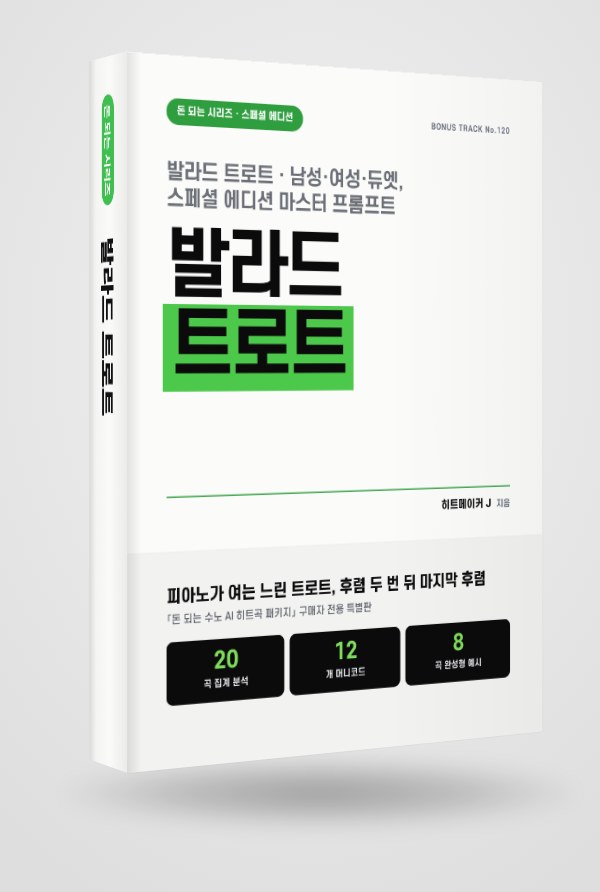 돈 되는 시리즈
발라드 트로트
돈 되는 시리즈 · 스페셜 에디션
BONUS TRACK No.120
발라드 트로트 · 남성·여성·듀엣,
스페셜 에디션 마스터 프롬프트
발라드
트로트
히트메이커 J 지음
피아노가 여는 느린 트로트, 후렴 두 번 뒤 마지막 후렴
『돈 되는 수노 AI 히트곡 패키지』 구매자 전용 특별판
20
곡 집계 분석
12
개 머니코드
8
곡 완성형 예시